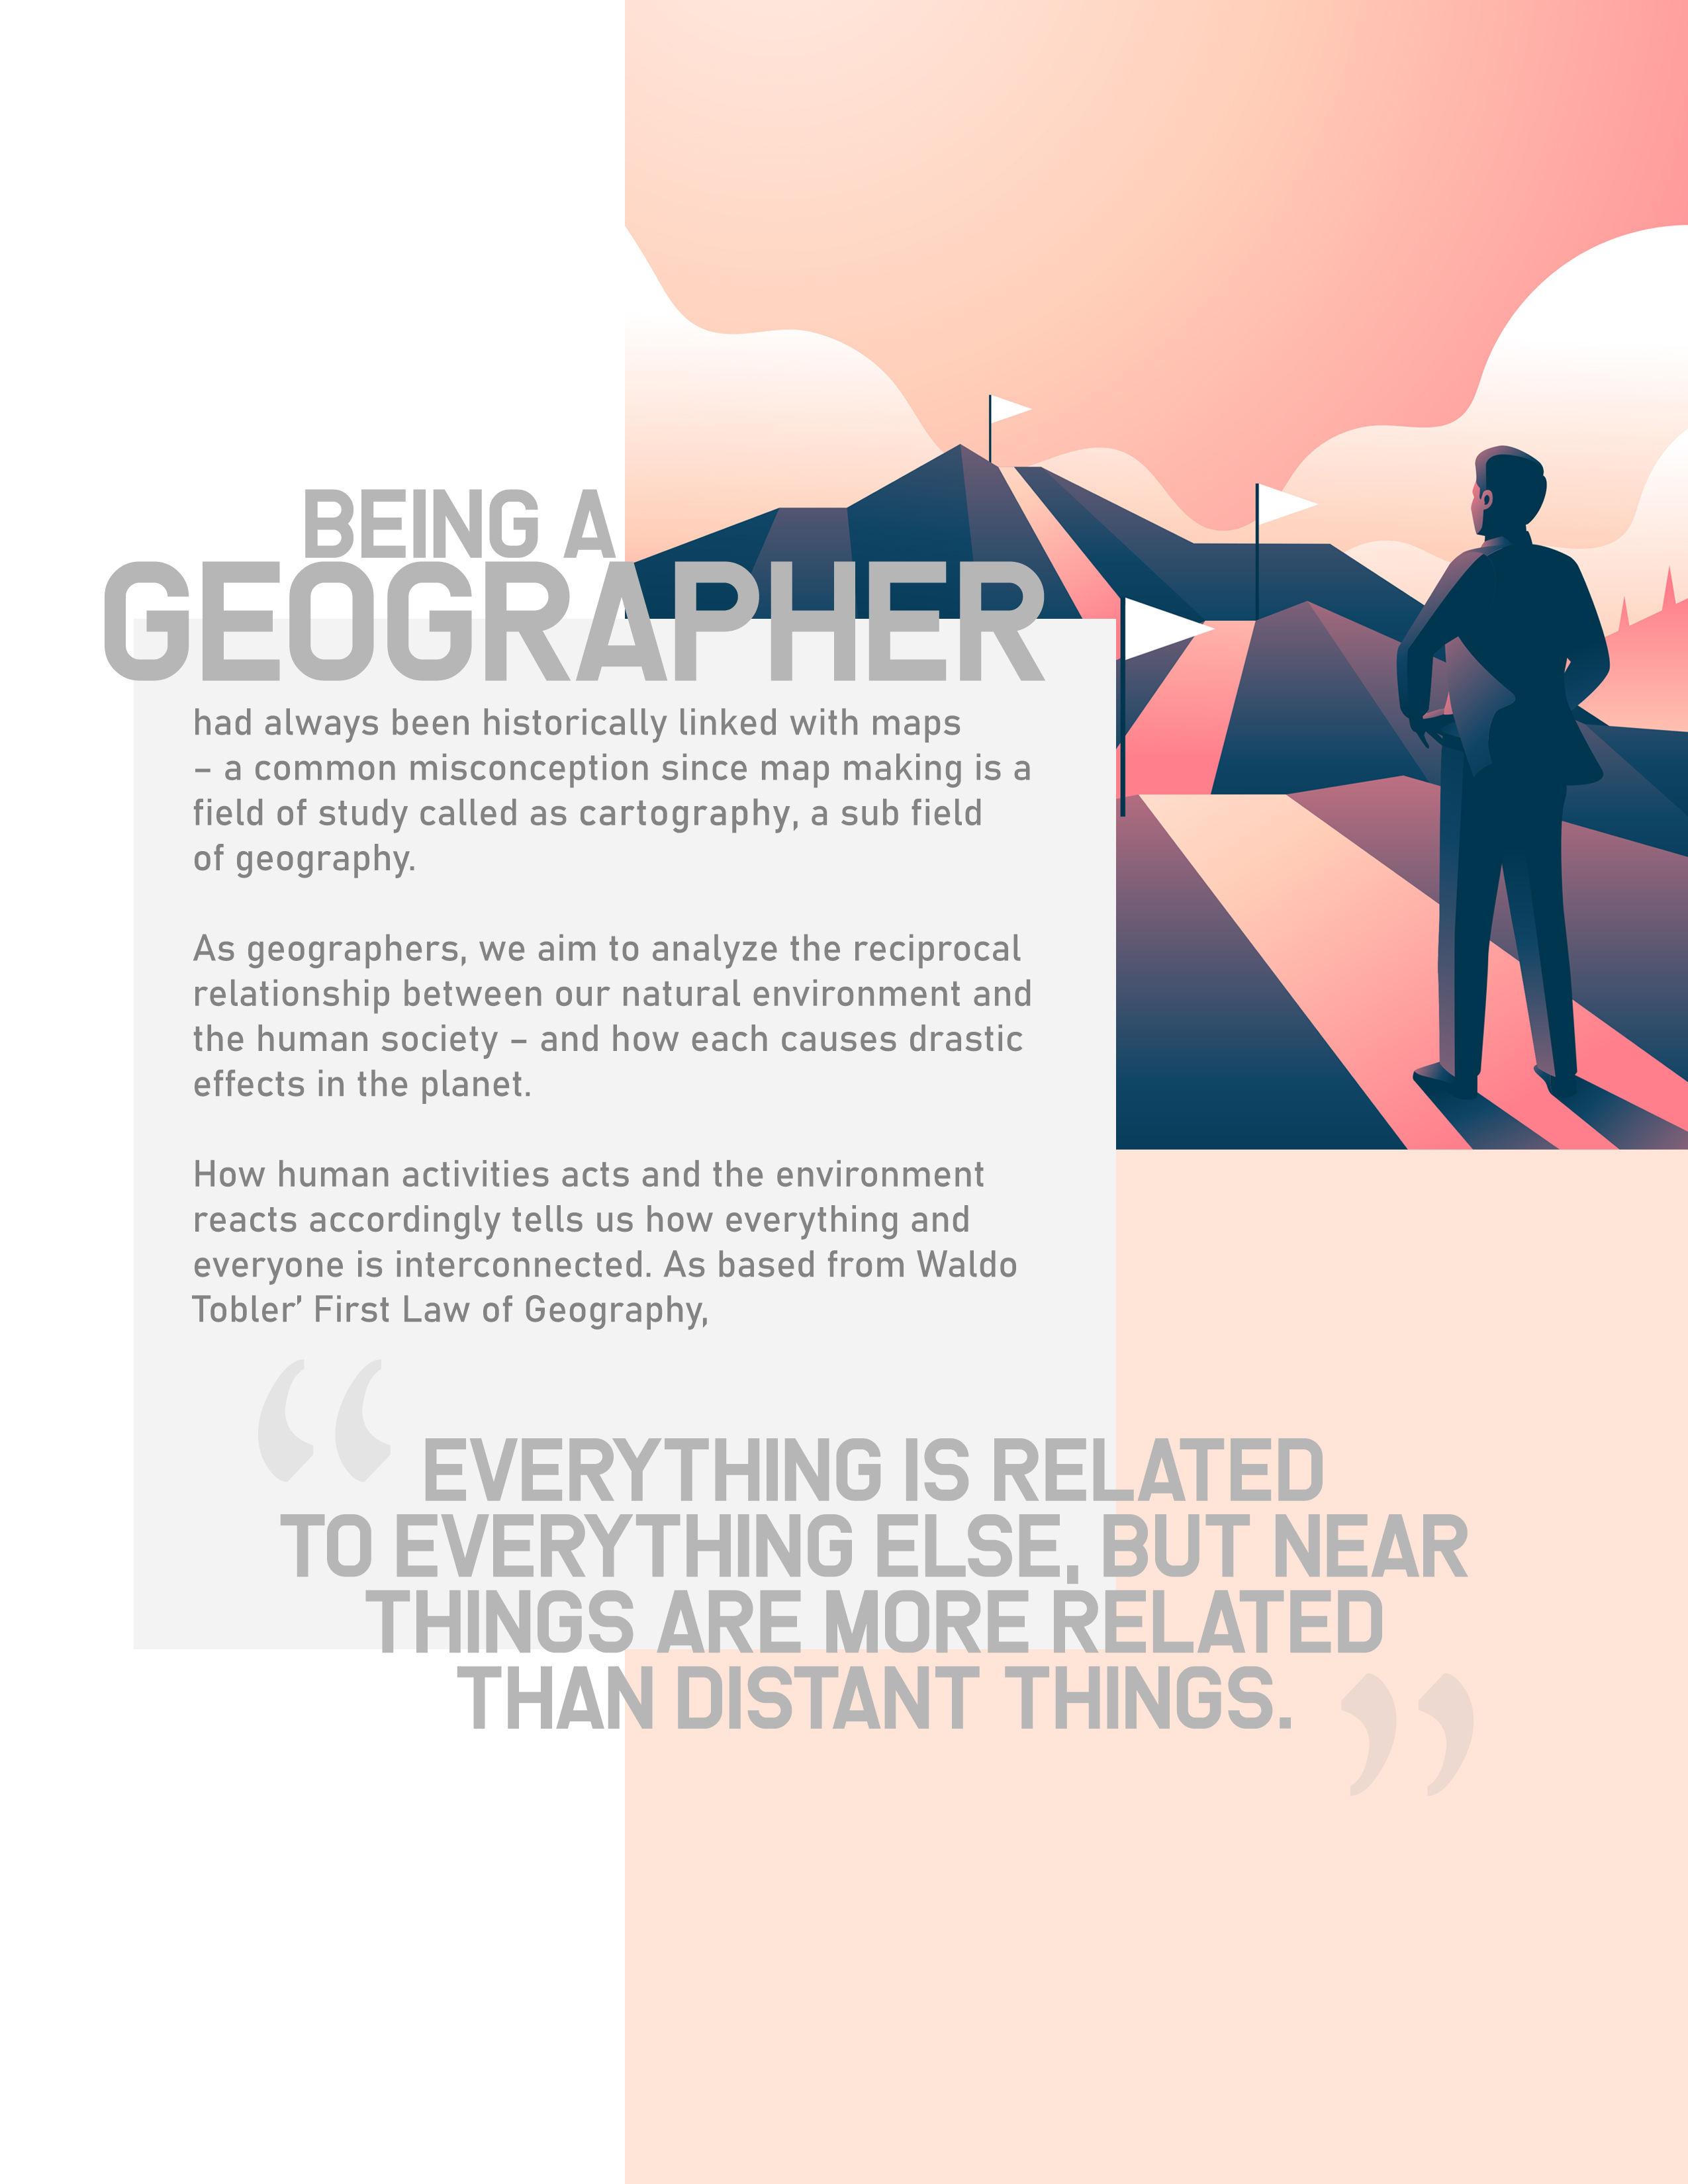 BEING A
GEOGRAPHER
had always been historically linked with maps
– a common misconception since map making is a
field of study called as cartography, a sub field
of geography.
As geographers, we aim to analyze the reciprocal
relationship between our natural environment and
the human society – and how each causes drastic
effects in the planet.
How human activities acts and the environment
reacts accordingly tells us how everything and
everyone is interconnected. As based from Waldo
Tobler’ First Law of Geography,
“EVERYTHING IS RELATED
TO EVERYTHING ELSE, BUT NEAR
THINGS ARE MORE RELATED
THAN DISTANT THINGS.”